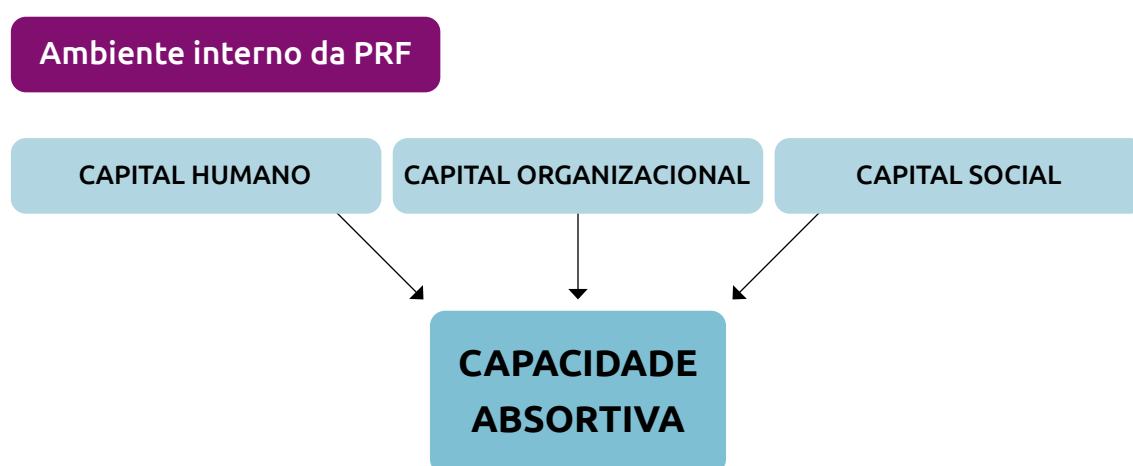 Ambiente interno da PRF
CAPITAL HUMANO
CAPITAL ORGANIZACIONAL
CAPITAL SOCIAL
CAPACIDADE
ABSORTIVA